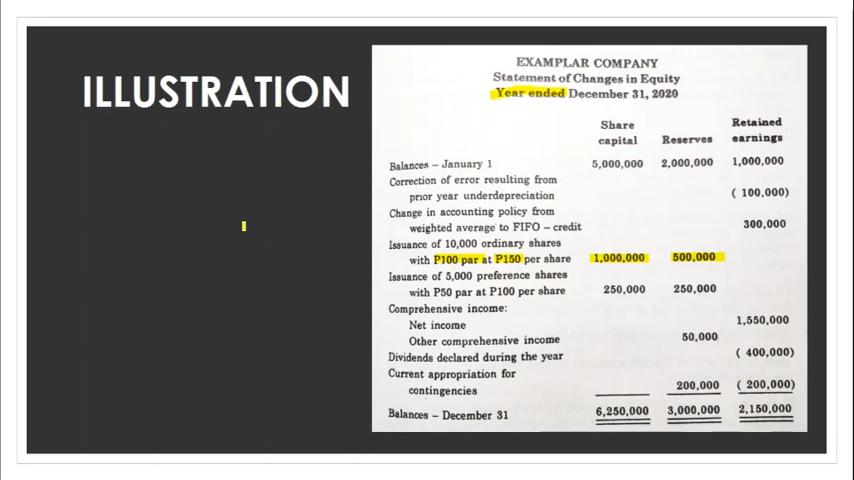 ILLUSTRATION
EXAMPLAR COMPANY
Statement of Changes in Equity
Year ended December 31, 2020
Share capital Reserves Retained earnings
Balances – January 1 5,000,000 2,000,000 1,000,000
Correction of error resulting from
prior year underdepreciation ( 100,000)
Change in accounting policy from
weighted average to FIFO – credit 300,000
Issuance of 10,000 ordinary shares
with P100 par at P150 per share 1,000,000 500,000
Issuance of 5,000 preference shares
with P50 par at P100 per share 250,000 250,000
Comprehensive income:
Net income 1,550,000
Other comprehensive income 50,000
Dividends declared during the year ( 400,000)
Current appropriation for
contingencies 200,000 ( 200,000)
Balances – December 31 6,250,000 3,000,000 2,150,000